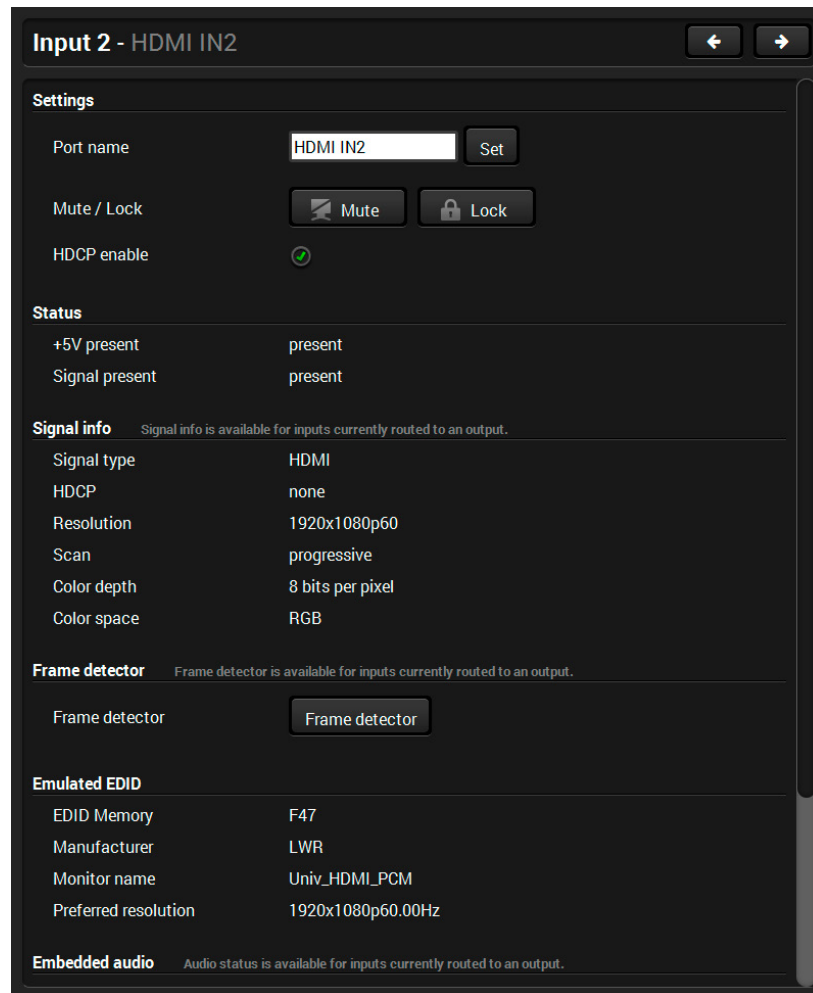 Input 2 - HDMI IN2
Settings
Port name HDMI IN2 Set
Mute / Lock Mute Lock
HDCP enable
Status
+5V present present
Signal present present
Signal info Signal info is available for inputs currently routed to an output.
Signal type HDMI
HDCP none
Resolution 1920x1080p60
Scan progressive
Color depth 8 bits per pixel
Color space RGB
Frame detector Frame detector is available for inputs currently routed to an output.
Frame detector Frame detector
Emulated EDID
EDID Memory F47
Manufacturer LWR
Monitor name Univ_HDMI_PCM
Preferred resolution 1920x1080p60.00Hz
Embedded audio Audio status is available for inputs currently routed to an output.